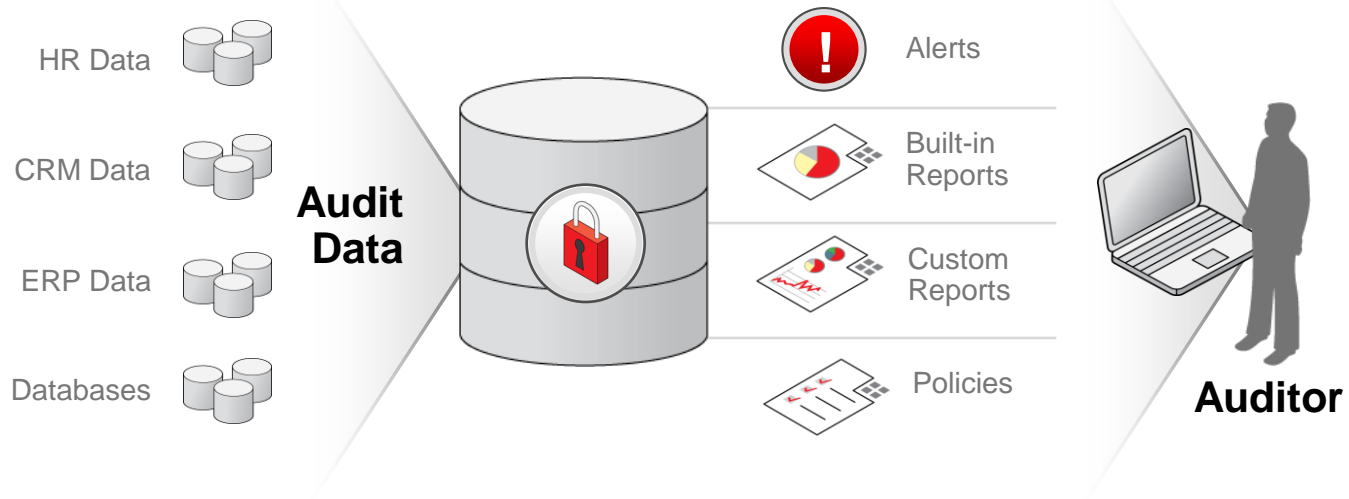 HR Data
CRM Data
ERP Data
Databases
Audit
Data
!
Alerts
Built-in
Reports
Custom
Reports
Policies
Auditor